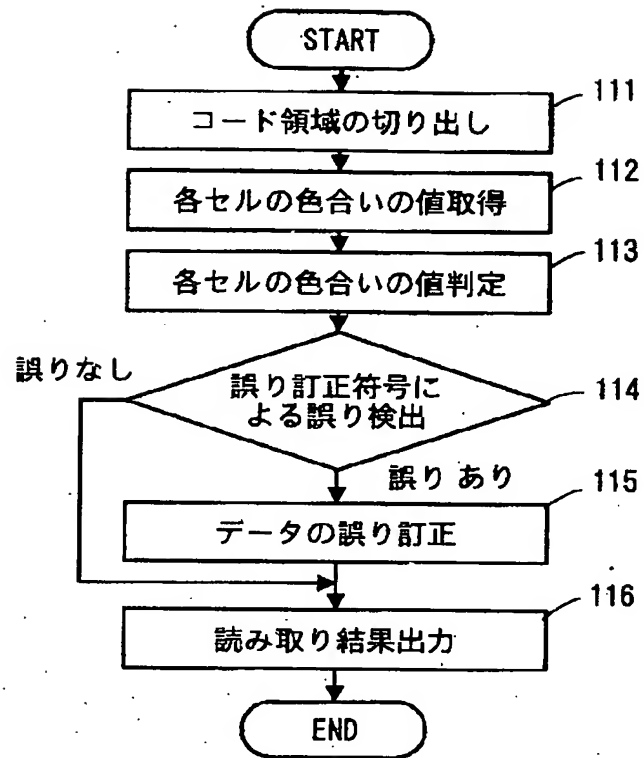 START
コード領域の切り出し
111
各セルの色合いの値取得
112
各セルの色合いの値判定
113
誤りなし
誤り訂正符号に
よる誤り検出
114
誤り あり
データの誤り訂正
115
読み取り結果出力
116
END